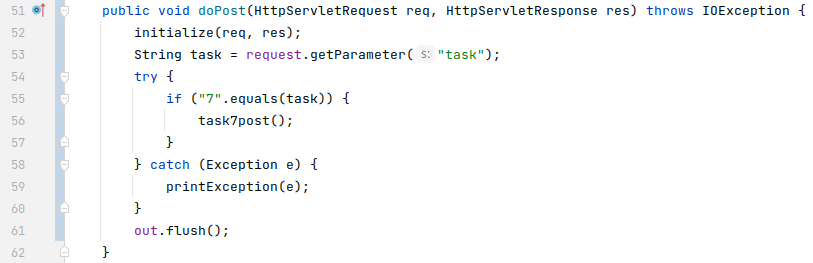 51 public void doPost(HttpServletRequest req, HttpServletResponse res) throws IOException {
52 initialize(req, res);
53 String task = request.getParameter( s: "task");
54 try {
55 if ("7".equals(task)) {
56 task7post();
57 }
58 } catch (Exception e) {
59 printException(e);
60 }
61 out.flush();
62 }